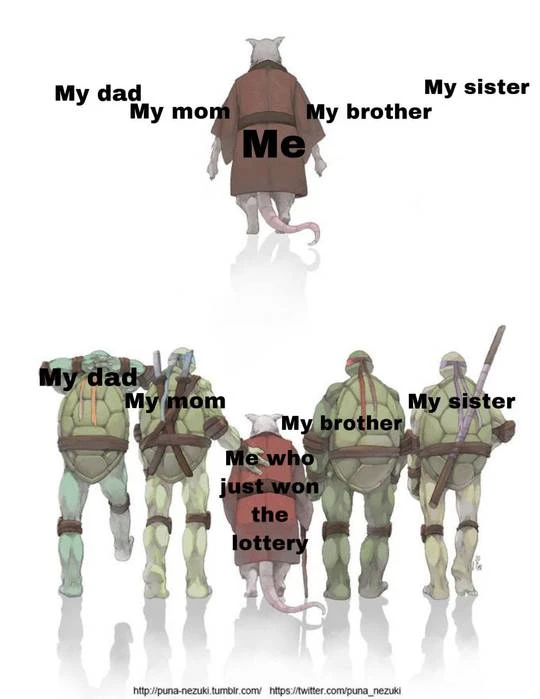 My dad
My mom
Me
My brother
My sister
My dad
My mom
Me who
just won
the
lottery
My brother
My sister
http://puna-nezuki.tumblr.com/ https://twitter.com/puna_nezuki